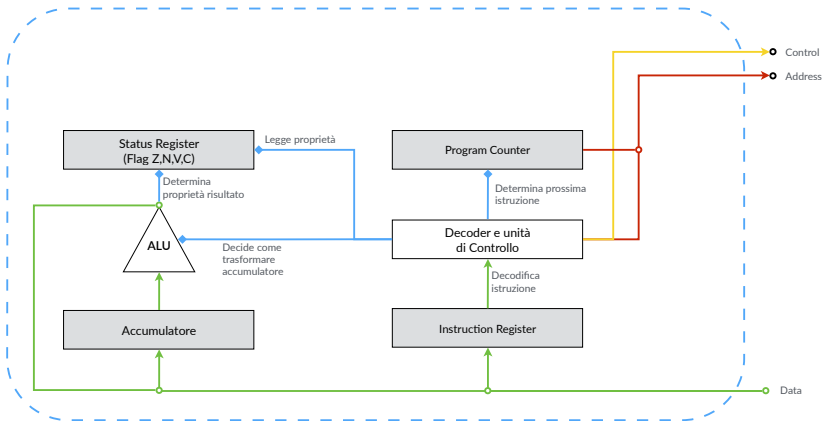 Control
Address
Status Register
(Flag Z,N,V,C)
Legge proprietà
Program Counter
Determina
proprietà risultato
Determina prossima
istruzione
ALU
Decide come
trasformare
accumulatore
Decoder e unità
di Controllo
Decodifica
istruzione
Accumulatore
Instruction Register
Data